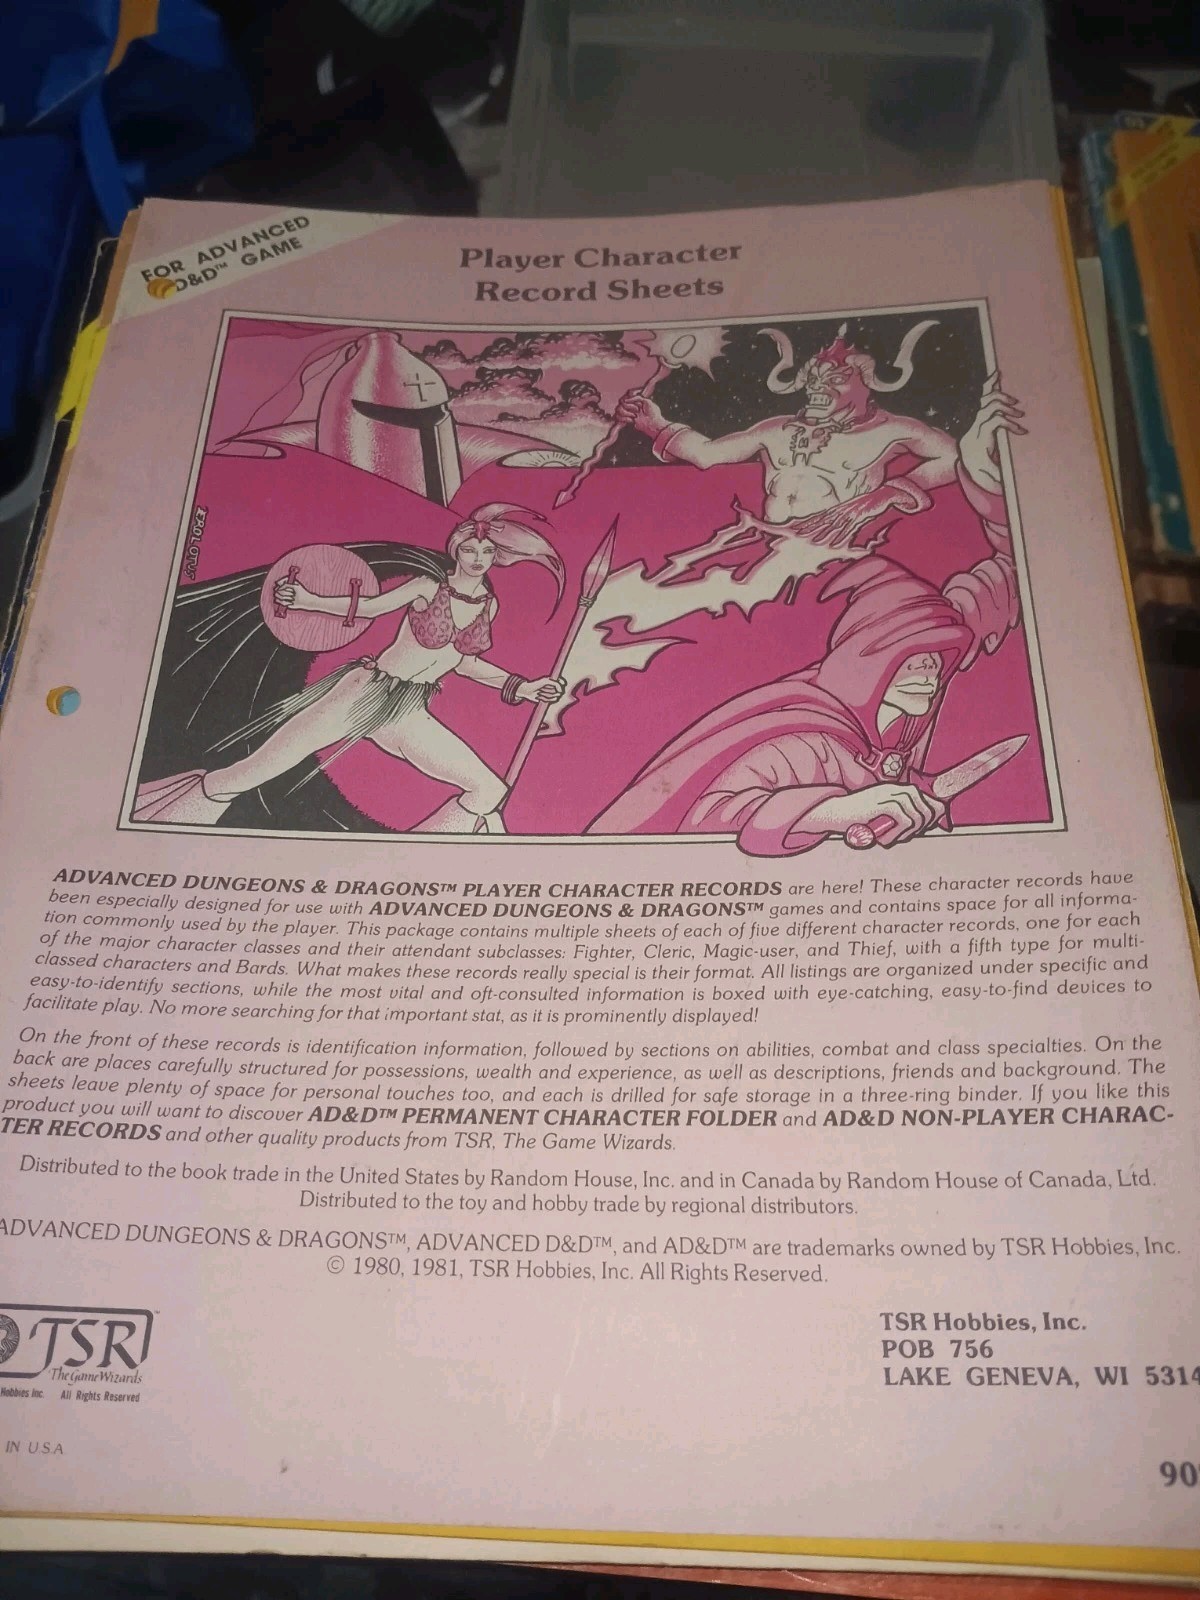 FOR ADVANCED
D&D™ GAME
Player Character
Record Sheets
EROL OTUS
ADVANCED DUNGEONS & DRAGONS™ PLAYER CHARACTER RECORDS are here! These character records have
been especially designed for use with ADVANCED DUNGEONS & DRAGONS™ games and contains space for all informa-
tion commonly used by the player. This package contains multiple sheets of each of five different character records, one for each
of the major character classes and their attendant subclasses: Fighter, Cleric, Magic-user, and Thief, with a fifth type for multi-
classed characters and Bards. What makes these records really special is their format. All listings are organized under specific and
easy-to-identify sections, while the most vital and oft-consulted information is boxed with eye-catching, easy-to-find devices to
facilitate play. No more searching for that important stat, as it is prominently displayed!
On the front of these records is identification information, followed by sections on abilities, combat and class specialties. On the
back are places carefully structured for possessions, wealth and experience, as well as descriptions, friends and background. The
sheets leave plenty of space for personal touches too, and each is drilled for safe storage in a three-ring binder. If you like this
product you will want to discover AD&D™ PERMANENT CHARACTER FOLDER and AD&D NON-PLAYER CHARAC-
TER RECORDS and other quality products from TSR, The Game Wizards.
Distributed to the book trade in the United States by Random House, Inc. and in Canada by Random House of Canada, Ltd.
Distributed to the toy and hobby trade by regional distributors.
ADVANCED DUNGEONS & DRAGONS™, ADVANCED D&D™, and AD&D™ are trademarks owned by TSR Hobbies, Inc.
© 1980, 1981, TSR Hobbies, Inc. All Rights Reserved.
TSR™
The Game Wizards
Hobbies Inc. All Rights Reserved
IN U.S.A
TSR Hobbies, Inc.
POB 756
LAKE GENEVA, WI 5314
90